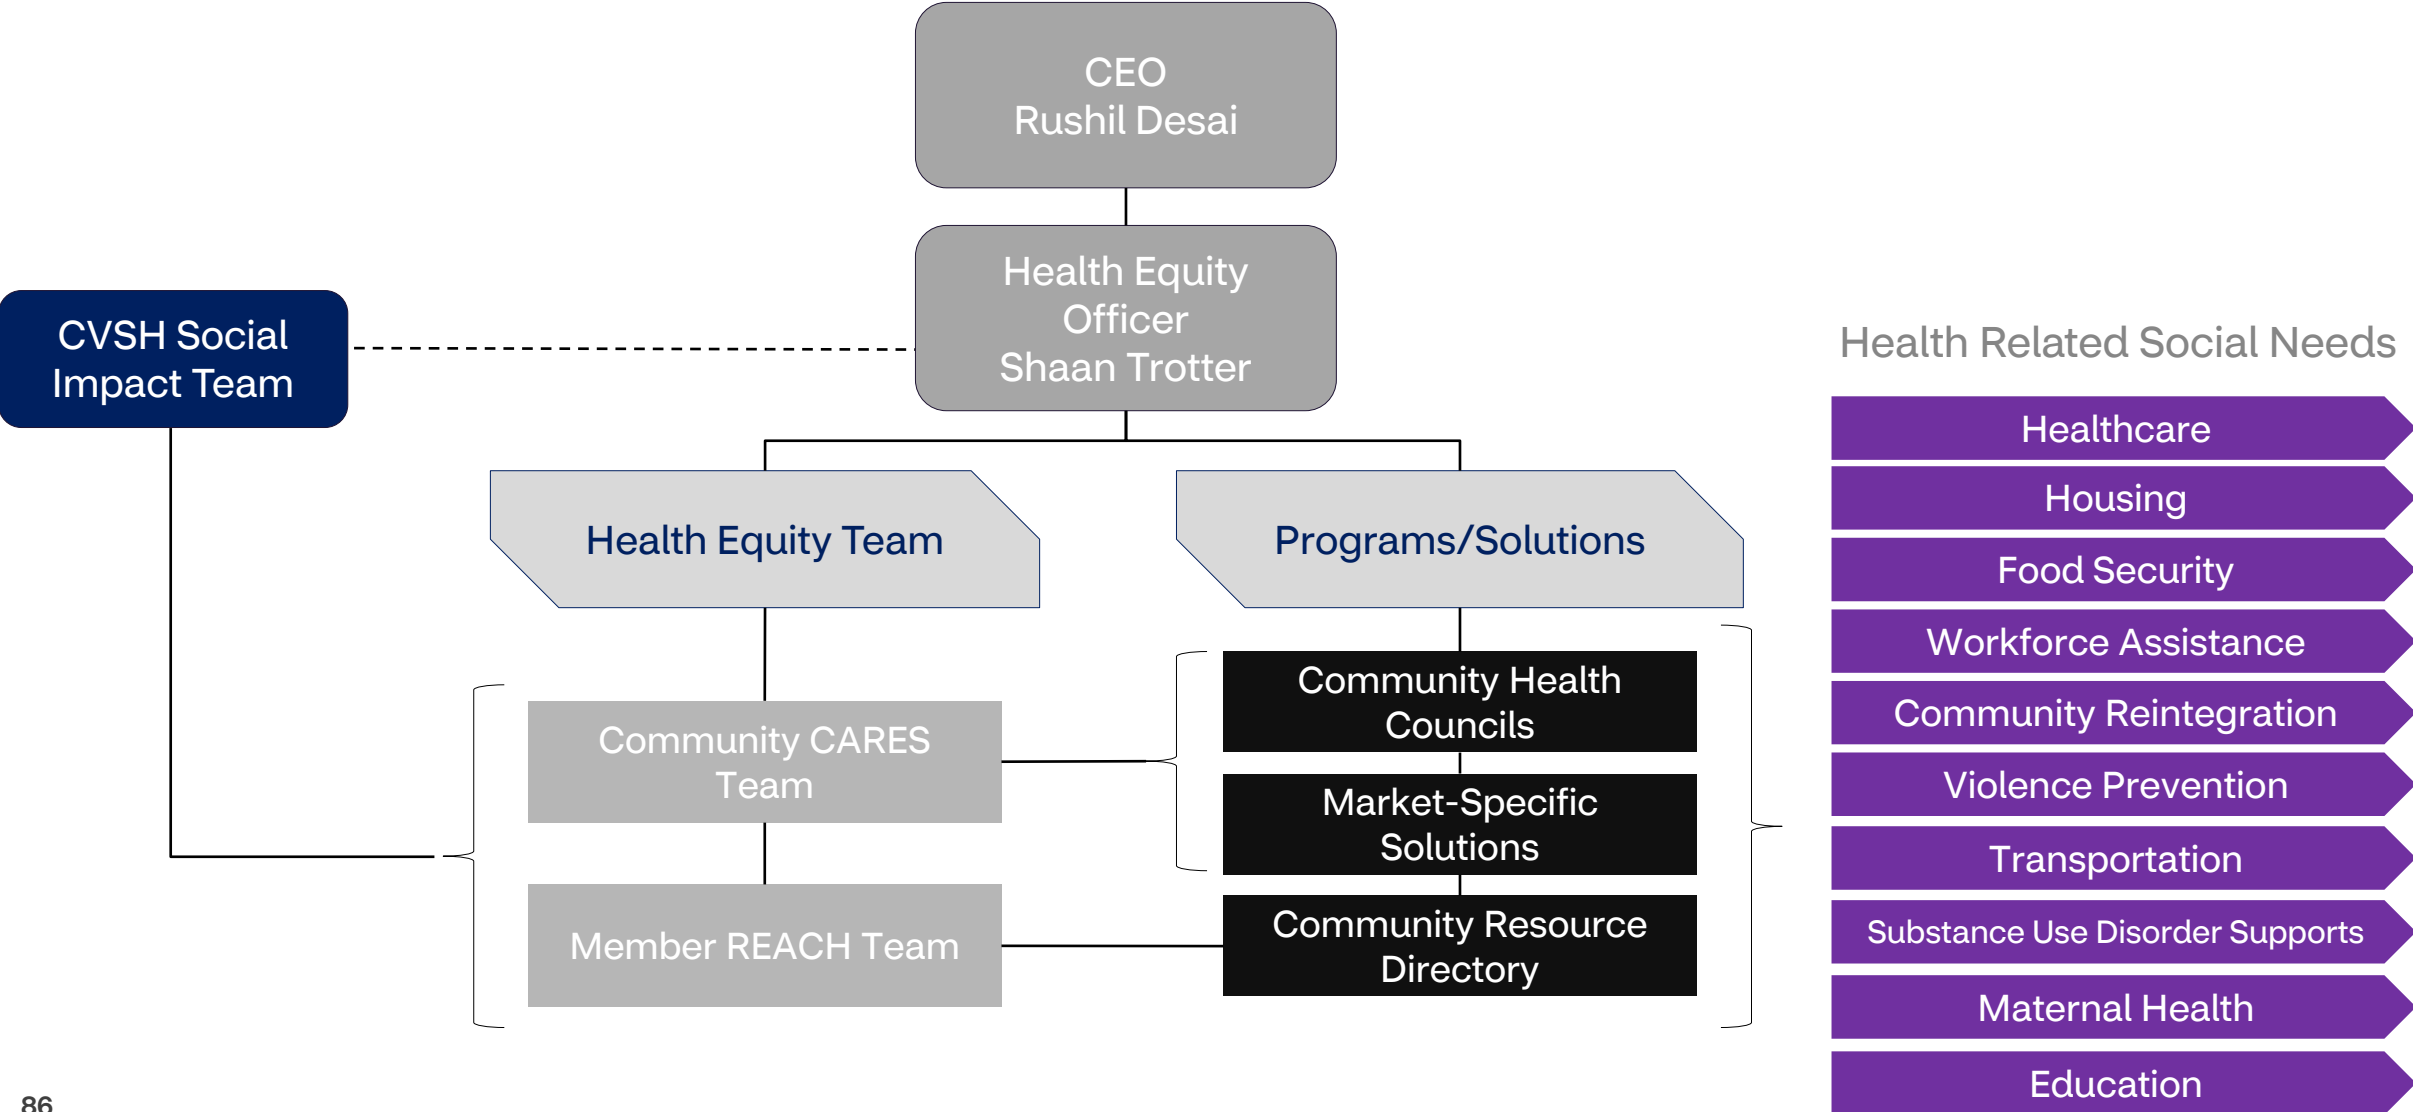 CEO
Rushil Desai
Health Equity
Officer
Shaan Trotter
CVSH Social
Impact Team
Health Equity Team
Programs/Solutions
Community CARES
Team
Member REACH Team
Community Health
Councils
Market-Specific
Solutions
Community Resource
Directory
Health Related Social Needs
Healthcare
Housing
Food Security
Workforce Assistance
Community Reintegration
Violence Prevention
Transportation
Substance Use Disorder Supports
Maternal Health
Education
86